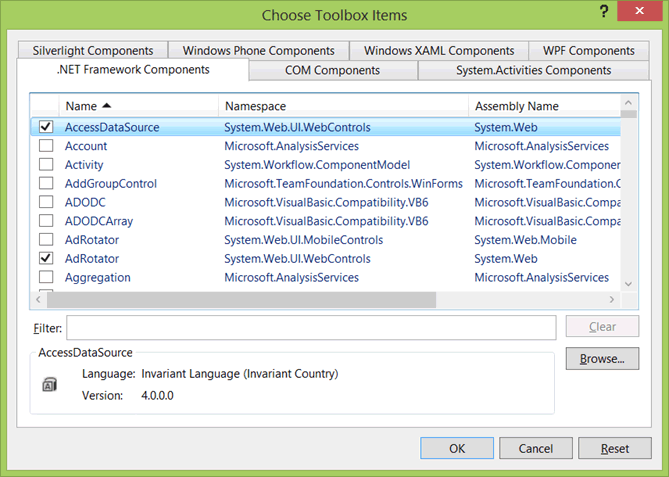 Choose Toolbox Items
?
Silverlight Components Windows Phone Components Windows XAML Components WPF Components
.NET Framework Components COM Components System.Activities Components
Name Namespace Assembly Name
AccessDataSource System.Web.UI.WebControls System.Web
Account Microsoft.AnalysisServices Microsoft.AnalysisServices
Activity System.Workflow.ComponentModel System.Workflow.Componen
AddGroupControl Microsoft.TeamFoundation.Controls.WinForms Microsoft.TeamFoundation.C
ADODC Microsoft.VisualBasic.Compatibility.VB6 Microsoft.VisualBasic.Compa
ADODCArray Microsoft.VisualBasic.Compatibility.VB6 Microsoft.VisualBasic.Compa
AdRotator System.Web.UI.MobileControls System.Web.Mobile
AdRotator System.Web.UI.WebControls System.Web
Aggregation Microsoft.AnalysisServices Microsoft.AnalysisServices
Filter: Clear
AccessDataSource Browse...
Language: Invariant Language (Invariant Country)
Version: 4.0.0.0
OK Cancel Reset